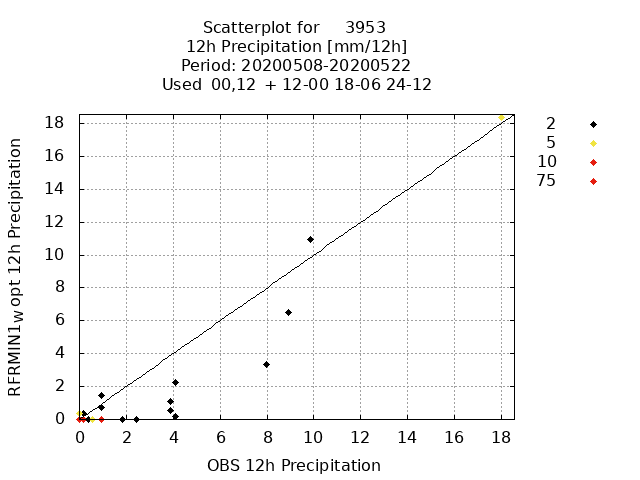 Scatterplot for 3953
12h Precipitation [mm/12h]
Period: 20200508-20200522
Used 00,12 + 12-00 18-06 24-12
RFRMIN1w opt 12h Precipitation
18
16
14
12
10
8
6
4
2
0
0 2 4 6 8 10 12 14 16 18
OBS 12h Precipitation
2
5
10
75